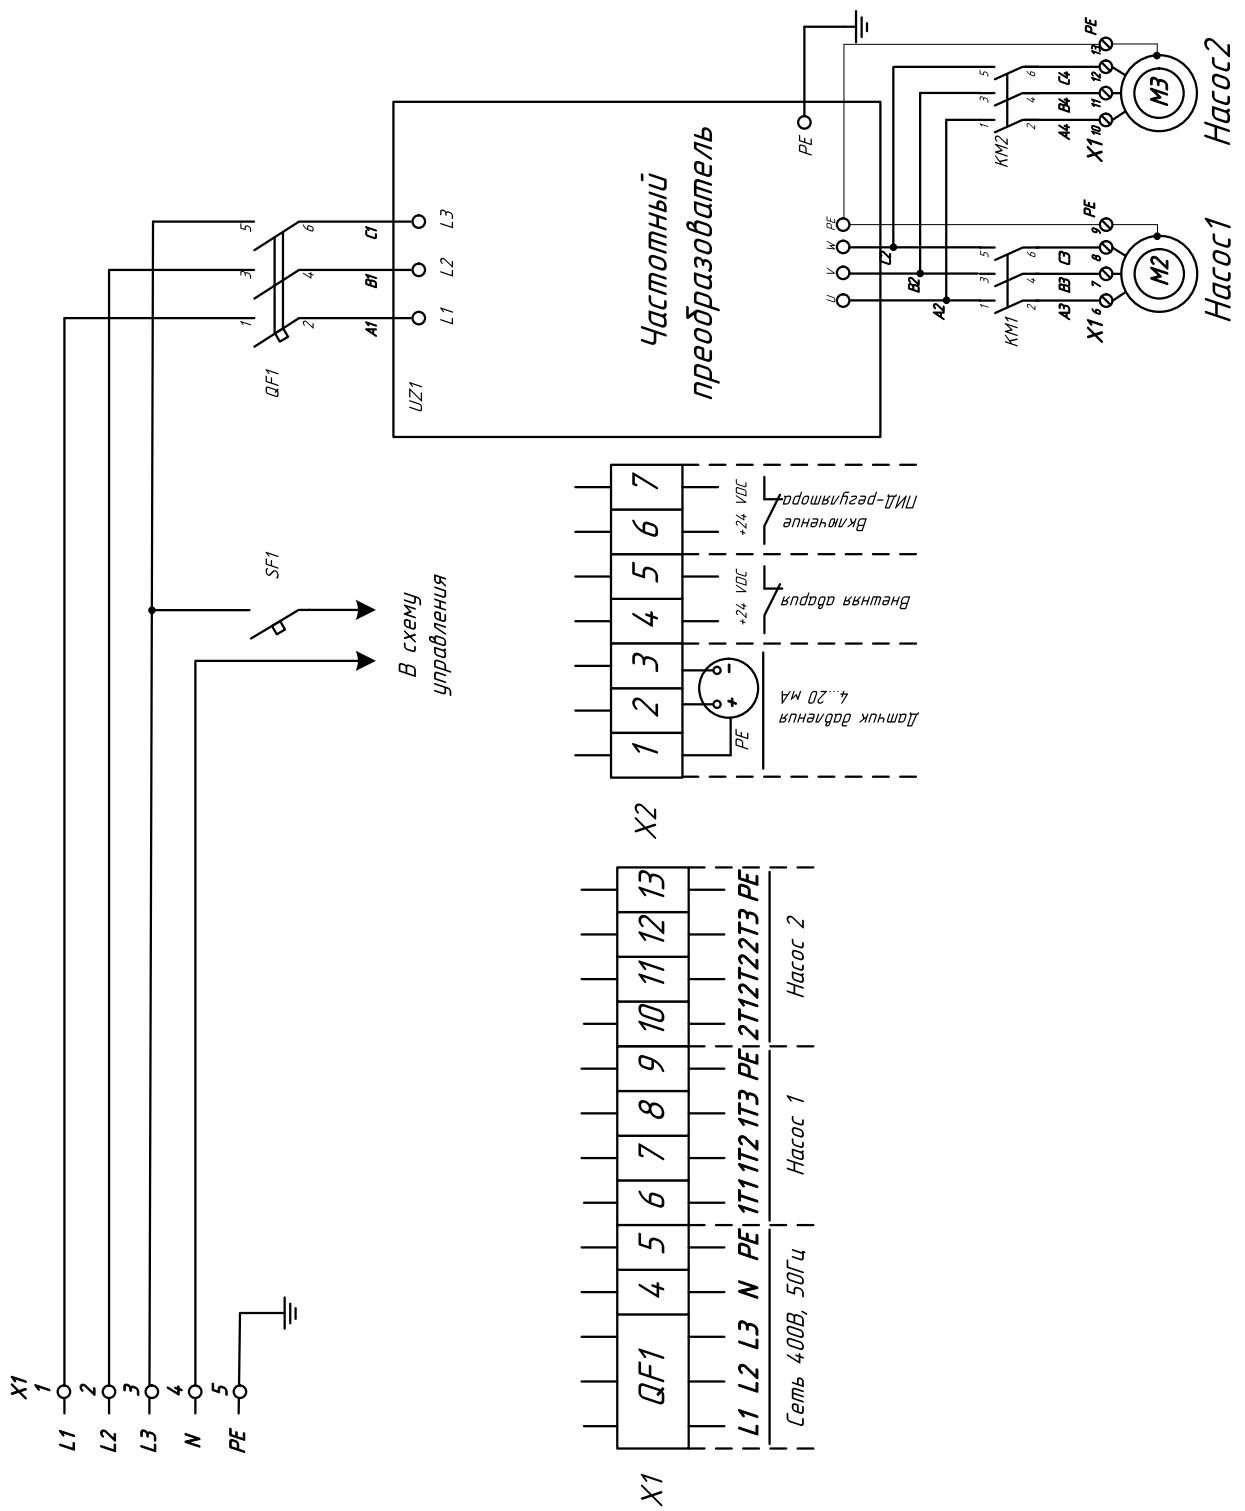 X1
L1 1
L2 2
L3 3
N 4
PE 5
QF1
1 2
3 4
5 6
A1
B1
C1
SF1
В схему
управления
UZ1
L1
L2
L3
Частотный
преобразователь
PE
U
V
W
PE
A2
B2
C2
KM1
1 2
3 4
5 6
A3
B3
C3
X1
6
7
8
9
PE
M2
Насос1
KM2
1 2
3 4
5 6
A4
B4
C4
X1
10
11
12
13
PE
M3
Насос2
X1
QF1 4 5 6 7 8 9 10 11 12 13
L1 L2 L3 N PE 1T1 1T2 1T3 PE 2T1 2T2 2T3 PE
Сеть 400В, 50Гц
Насос 1
Насос 2
X2
1 2 3 4 5 6 7
PE
+ -
Датчик давления
4...20 мА
+24 VDC
Внешняя авария
+24 VDC
Включение
ПИД-регулятора